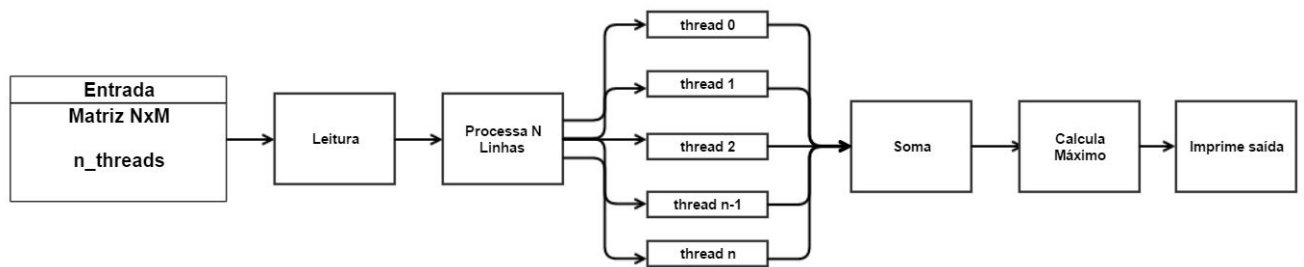 Entrada
Matriz NxM
n_threads
Leitura
Processa N
Linhas
thread 0
thread 1
thread 2
thread n-1
thread n
Soma
Calcula
Máximo
Imprime saída